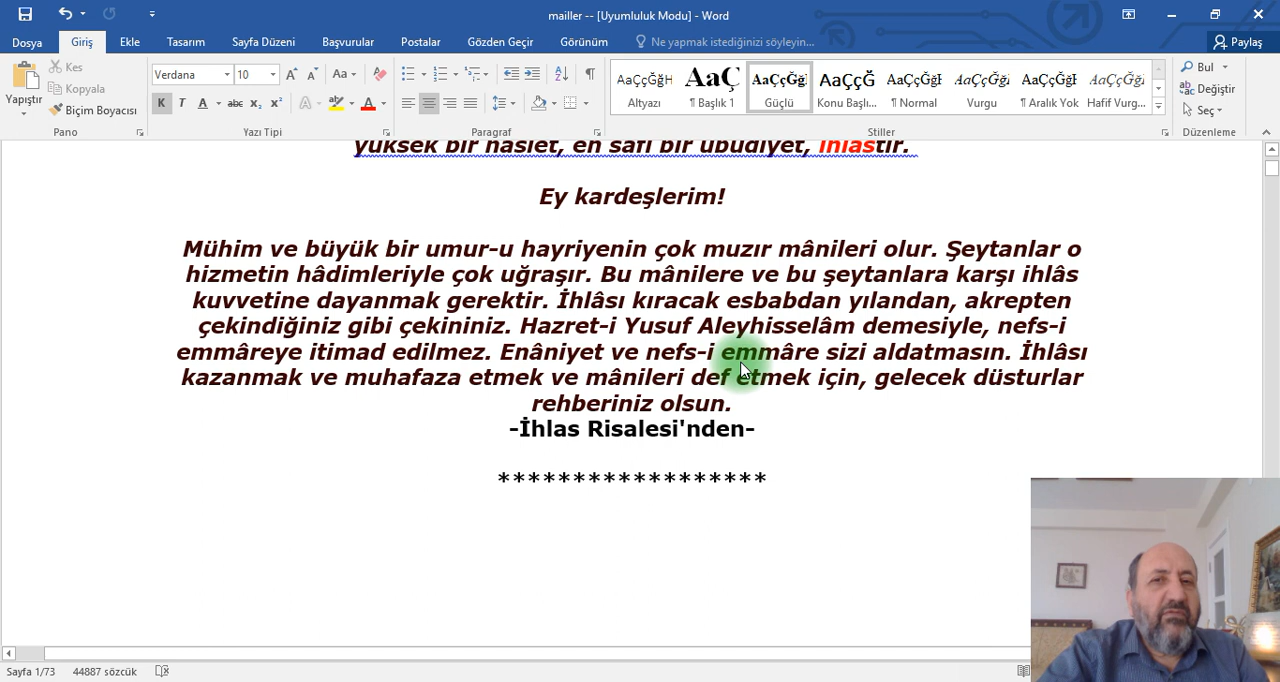 mailler -- [Uyumluluk Modu] - Word
Dosya Giriş Ekle Tasarım Sayfa Düzeni Başvurular Postalar Gözden Geçir Görünüm Ne yapmak istediğinizi söyleyin... Paylaş
Yapıştır
Kes
Kopyala
Biçim Boyacısı
Pano
Verdana 10
Yazı Tipi
Paragraf
AaÇçĞğH AaÇ AaÇçĞğl AaÇçĞ AaÇçĞğH AaÇçĞğl AaÇçĞğH AaÇçĞğl
Altyazı ¶ Başlık 1 Güçlü Konu Başlı... ¶ Normal Vurgu ¶ Aralık Yok Hafif Vurg...
Stiller
Bul
Değiştir
Seç
Düzenleme
yüksek bir haslet, en sâfi bir ubudiyet, ihlastır.
Ey kardeşlerim!
Mühim ve büyük bir umur-u hayriyenin çok muzır mânileri olur. Şeytanlar o
hizmetin hâdimleriyle çok uğraşır. Bu mânilere ve bu şeytanlara karşı ihlâs
kuvvetine dayanmak gerektir. İhlâsı kıracak esbabdan yılandan, akrepten
çekindiğiniz gibi çekininiz. Hazret-i Yusuf Aleyhisselâm demesiyle, nefs-i
emmâreye itimad edilmez. Enâniyet ve nefs-i emmâre sizi aldatmasın. İhlâsı
kazanmak ve muhafaza etmek ve mânileri def etmek için, gelecek düsturlar
rehberiniz olsun.
-İhlas Risalesi'nden-
******************
Sayfa 1/73 44887 sözcük